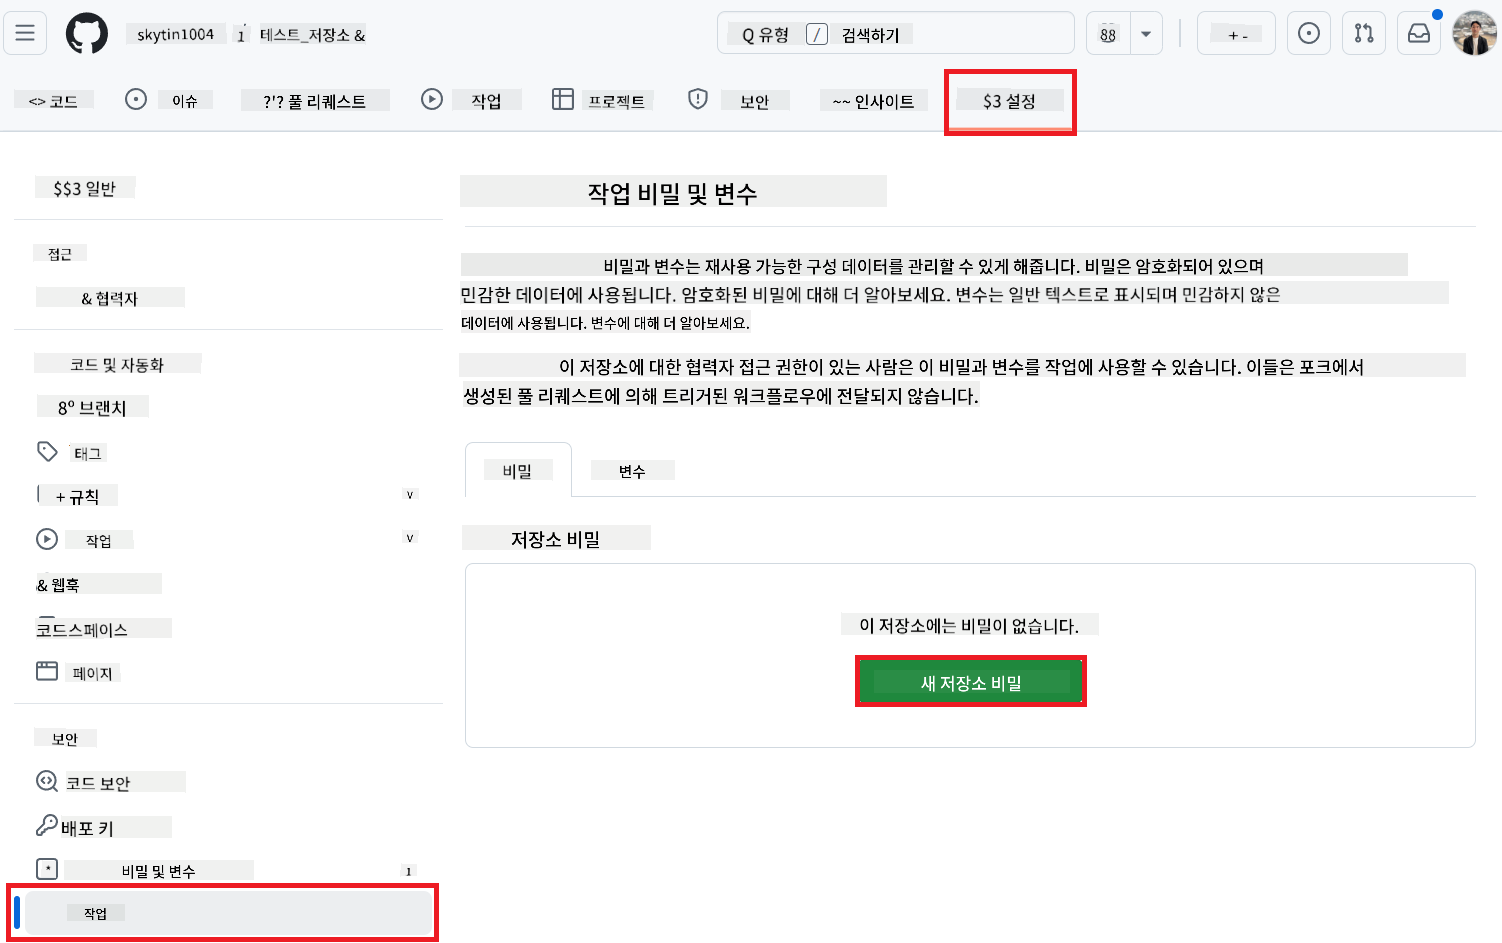 skytin1004
테스트_저장소 &
Q 유형 / 검색하기
88
+ -
<> 코드
이슈
?'? 풀 리퀘스트
작업
프로젝트
보안
~~ 인사이트
$3 설정
$$3 일반
접근
& 협력자
코드 및 자동화
8º 브랜치
태그
+ 규칙
v
작업
v
& 웹훅
코드스페이스
페이지
보안
코드 보안
배포 키
비밀 및 변수
1
작업
작업 비밀 및 변수
비밀과 변수는 재사용 가능한 구성 데이터를 관리할 수 있게 해줍니다. 비밀은 암호화되어 있으며
민감한 데이터에 사용됩니다. 암호화된 비밀에 대해 더 알아보세요. 변수는 일반 텍스트로 표시되며 민감하지 않은
데이터에 사용됩니다. 변수에 대해 더 알아보세요.
이 저장소에 대한 협력자 접근 권한이 있는 사람은 이 비밀과 변수를 작업에 사용할 수 있습니다. 이들은 포크에서
생성된 풀 리퀘스트에 의해 트리거된 워크플로우에 전달되지 않습니다.
비밀
변수
저장소 비밀
이 저장소에는 비밀이 없습니다.
새 저장소 비밀